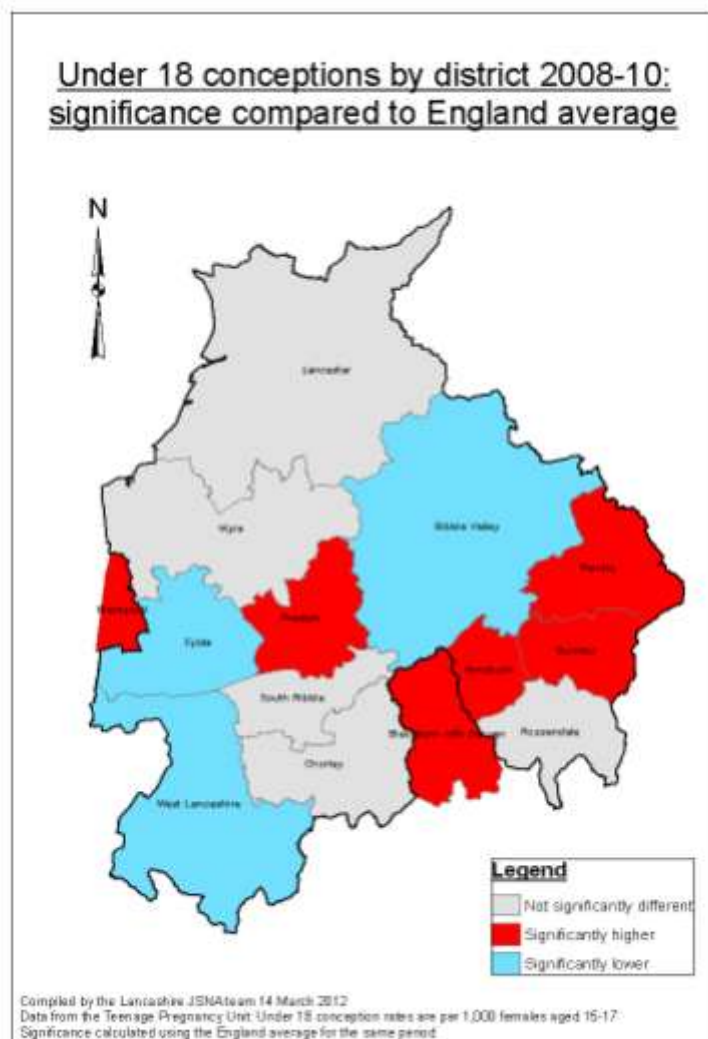 Under 18 conceptions by district 2008-10:
significance compared to England average
N
Lancaster
Wyre
Ribble Valley
Pendle
Blackpool
Preston
Fylde
Burnley
Hyndburn
South Ribble
Blackburn with Darwen
Rossendale
Chorley
West Lancashire
Legend
Not significantly different
Significantly higher
Significantly lower
Compiled by the Lancashire JSNA team 14 March 2012
Data from the Teenage Pregnancy Unit. Under 18 conception rates are per 1,000 females aged 15-17
Significance calculated using the England average for the same period